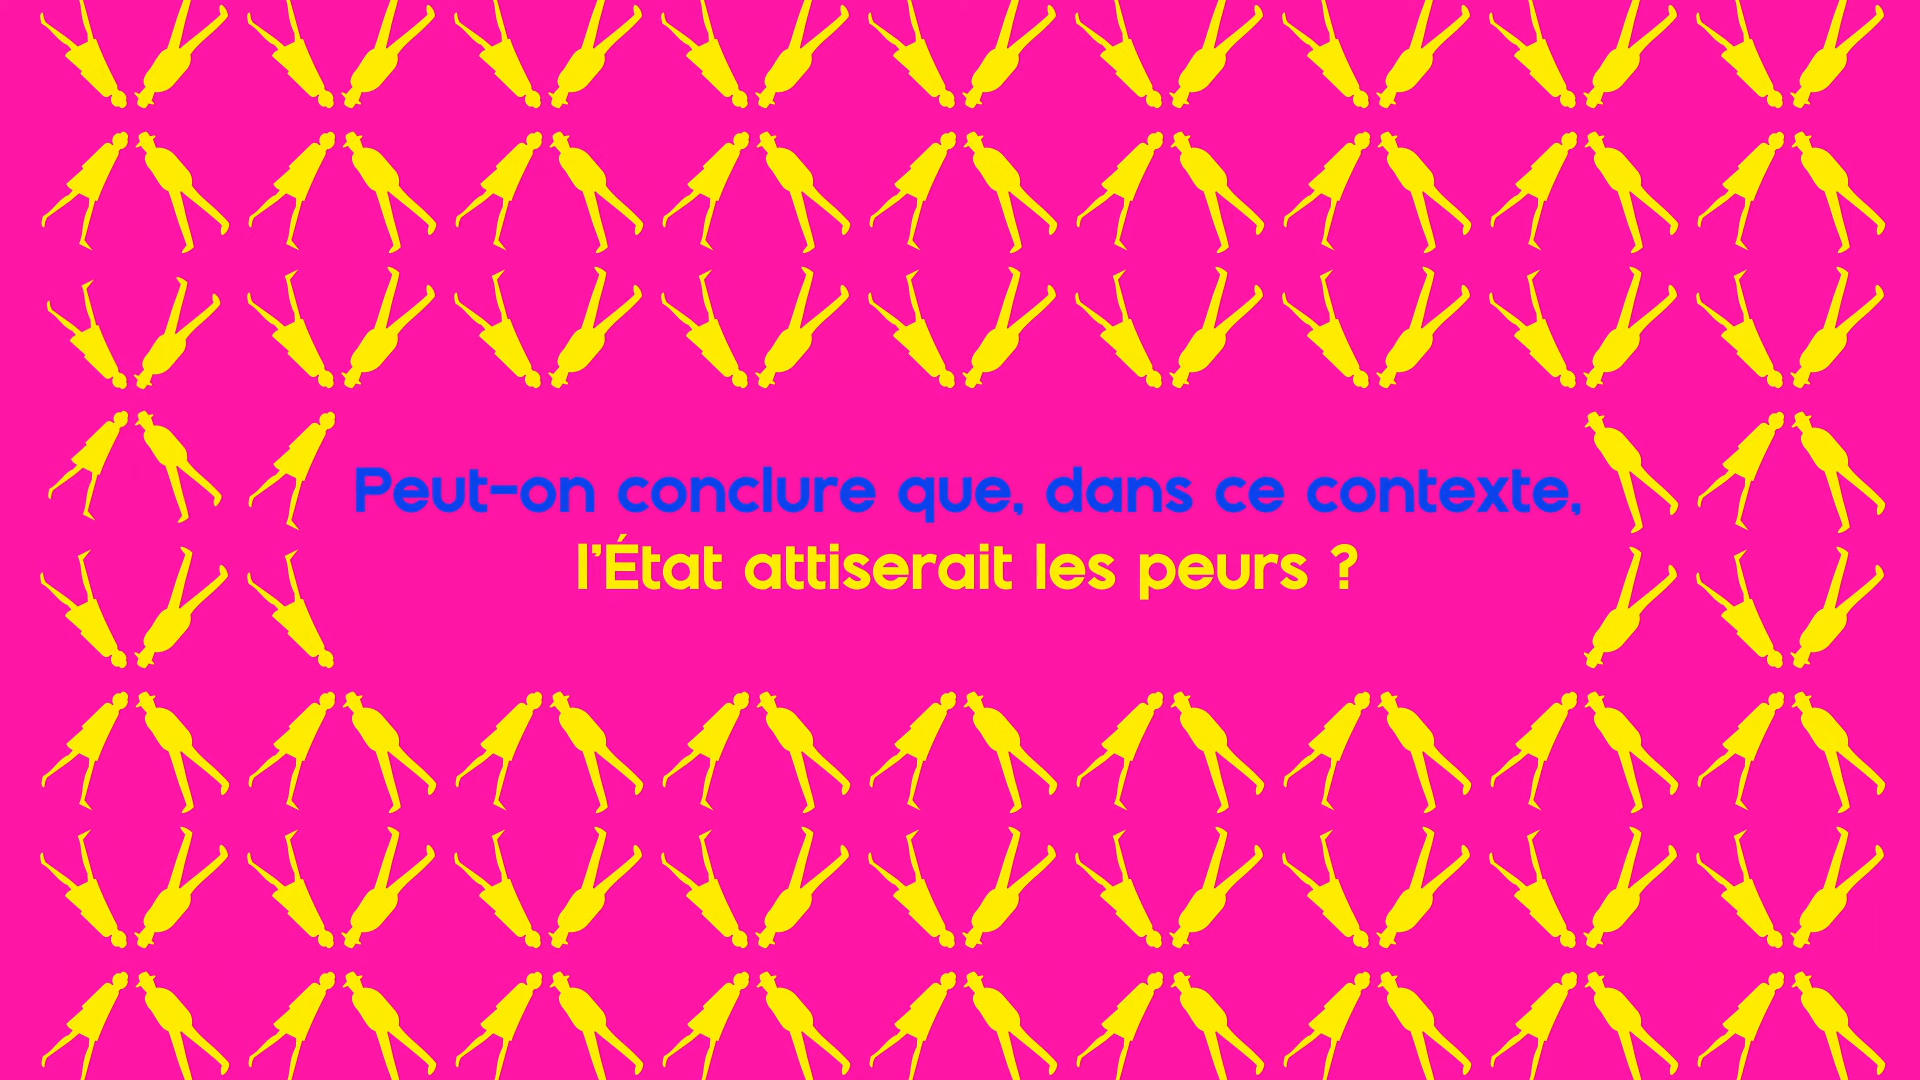 Peut-on conclure que, dans ce contexte,
l’État attiserait les peurs ?